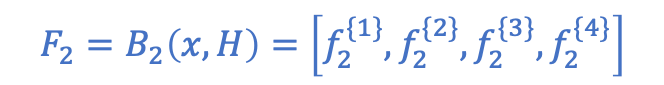 F₂ = B₂(x, H) = [f₂^{1}, f₂^{2}, f₂^{3}, f₂^{4}]